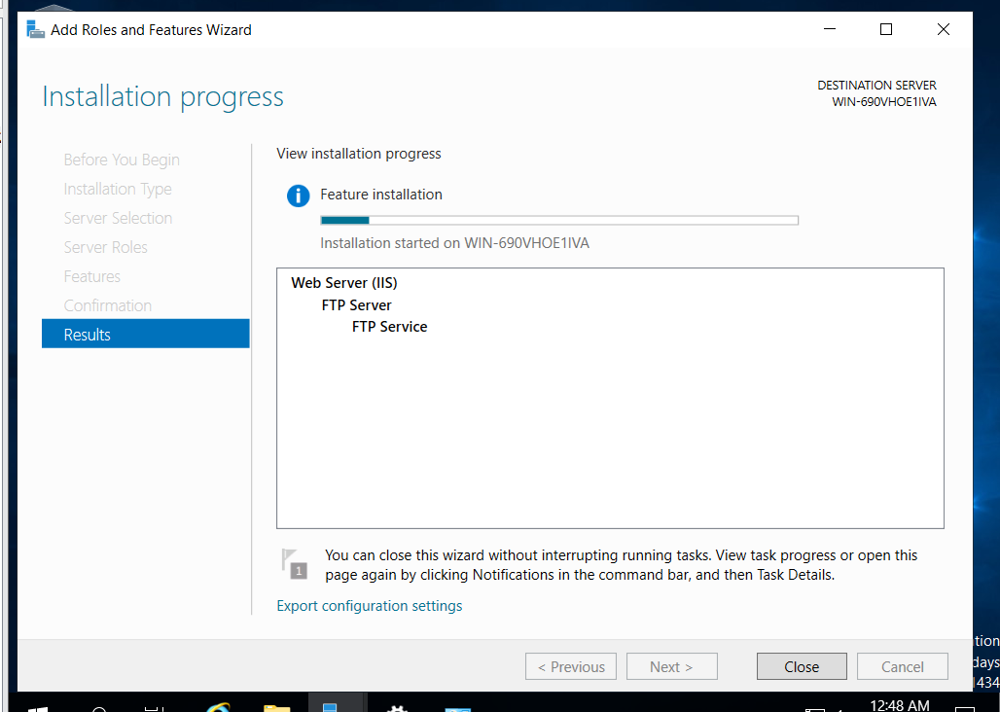 Add Roles and Features Wizard
Installation progress
DESTINATION SERVER
WIN-690VHOE1IVA
Before You Begin
Installation Type
Server Selection
Server Roles
Features
Confirmation
Results
View installation progress
Feature installation
Installation started on WIN-690VHOE1IVA
Web Server (IIS)
FTP Server
FTP Service
1
You can close this wizard without interrupting running tasks. View task progress or open this
page again by clicking Notifications in the command bar, and then Task Details.
Export configuration settings
< Previous
Next >
Close
Cancel
tion
days
1434
12:48 AM